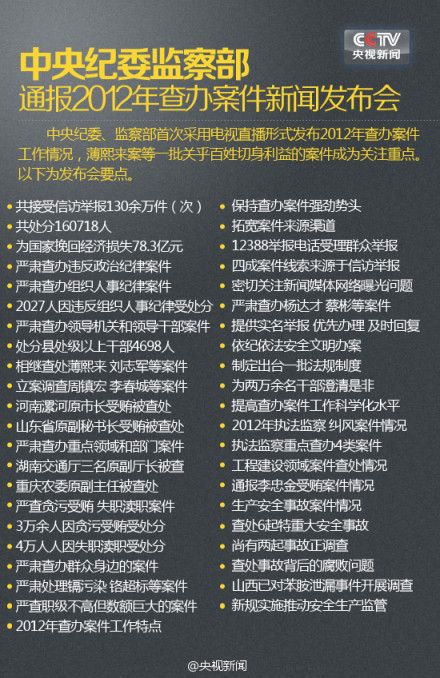 CCTV
央视新闻
中央纪委监察部
通报2012年查办案件新闻发布会
中央纪委、监察部首次采用电视直播形式发布2012年查办案件
工作情况，薄熙来案等一批关乎百姓切身利益的案件成为关注重点。
以下为发布会要点。
共接受信访举报130余万件（次）
共处分160718人
为国家挽回经济损失78.3亿元
严肃查办违反政治纪律案件
严肃查办组织人事纪律案件
2027人因违反组织人事纪律受处分
严肃查办领导机关和领导干部案件
处分县处级以上干部4698人
相继查处薄熙来 刘志军等案件
立案调查周镇宏 李春城等案件
河南漯河原市长受贿被查处
山东省原副秘书长受贿被查处
严肃查办重点领域和部门案件
湖南交通厅三名原副厅长被查
重庆农委原副主任被查处
严查贪污受贿 失职渎职案件
3万余人因贪污受贿受处分
4万人人因失职渎职受处分
严肃查办群众身边的案件
严肃处理镉污染 铬超标等案件
严查职级不高但数额巨大的案件
2012年查办案件工作特点
保持查办案件强劲势头
拓宽案件来源渠道
12388举报电话受理群众举报
四成案件线索来源于信访举报
密切关注新闻媒体网络曝光问题
严肃查办杨达才 蔡彬等案件
提供实名举报 优先办理 及时回复
依纪依法安全文明办案
制定出台一批法规制度
为两万余名干部澄清是非
提高查办案件工作科学化水平
2012年执法监察 纠风案件情况
执法监察重点查办4类案件
工程建设领域案件查处情况
通报李忠金受贿案件情况
生产安全事故案件情况
查处6起特重大安全事故
尚有两起事故正调查
查处事故背后的腐败问题
山西已对苯胺泄漏事件开展调查
新规实施推动安全生产监管
@央视新闻